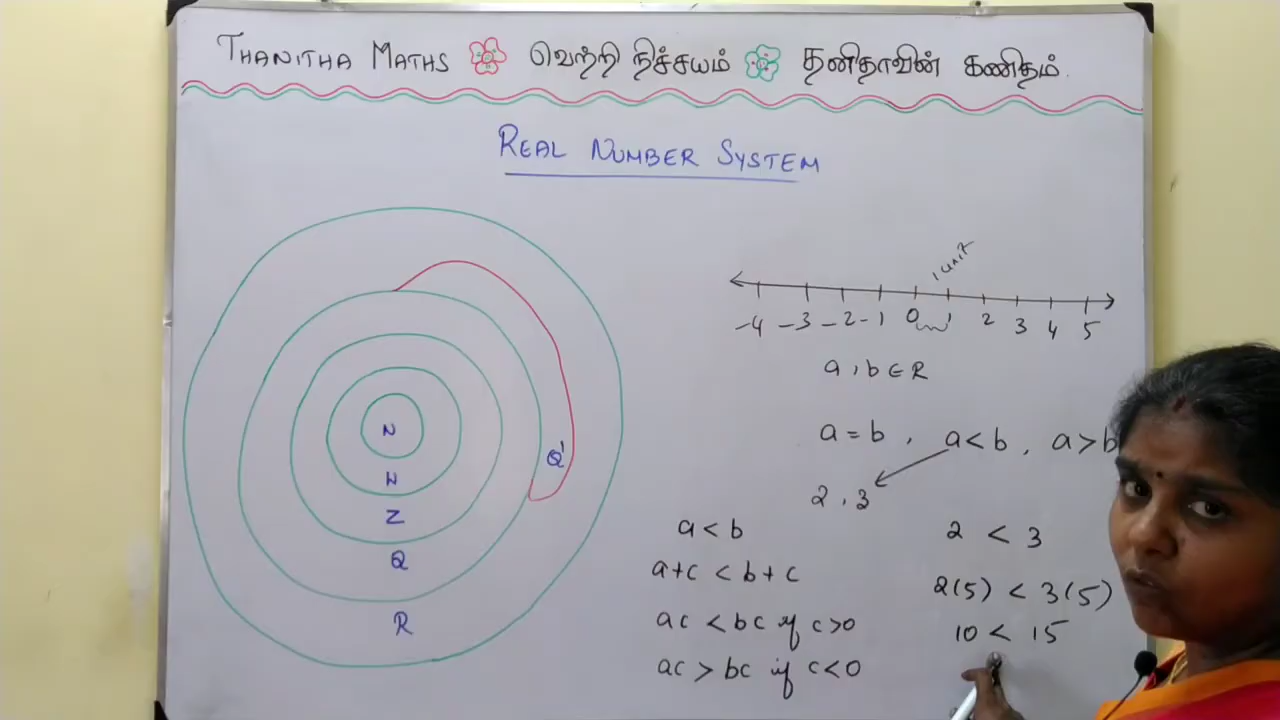 THANITHA MATHS வெற்றி நிச்சயம் தனிதாவின் கணிதம்
REAL NUMBER SYSTEM
1 unit
-4 -3 -2 -1 0 1 2 3 4 5
a, b ∈ R
a = b, a < b, a > b
2, 3
N
W
Z
Q
R
Q'
a < b
a+c < b+c
ac < bc if c>0
ac > bc if c<0
2 < 3
2(5) < 3(5)
10 < 15